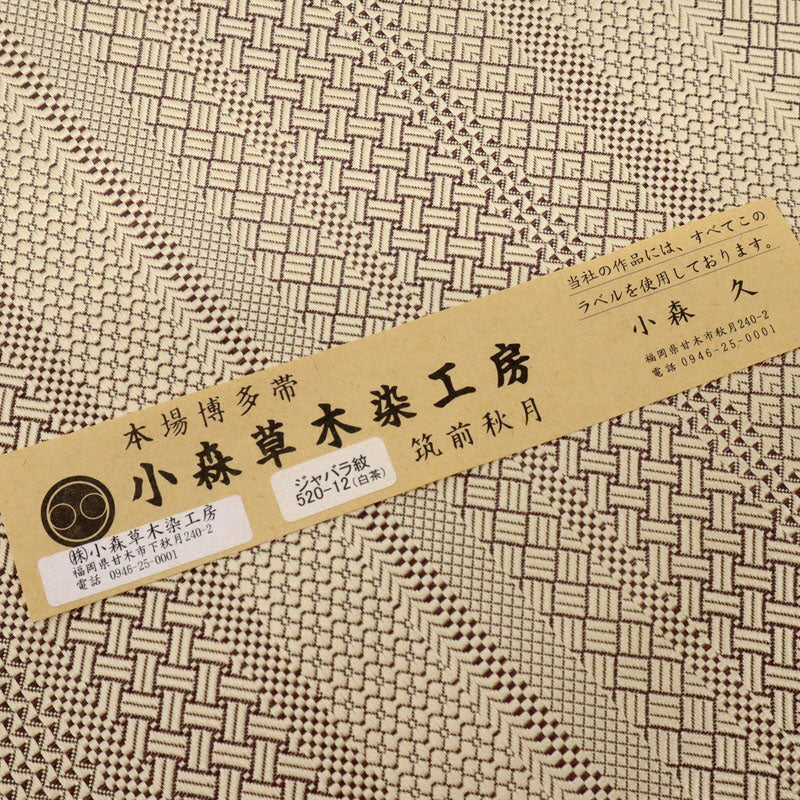 当社の作品には、すべてこの
ラベルを使用しております。
小森 久
福岡県甘木市秋月240-2
電話 0946-25-0001
本場博多帯
小森草木染工房
筑前秋月
ジャバラ紋
520-12(白茶)
㈱小森草木染工房
福岡県甘木市下秋月240-2
電話 0946-25-0001